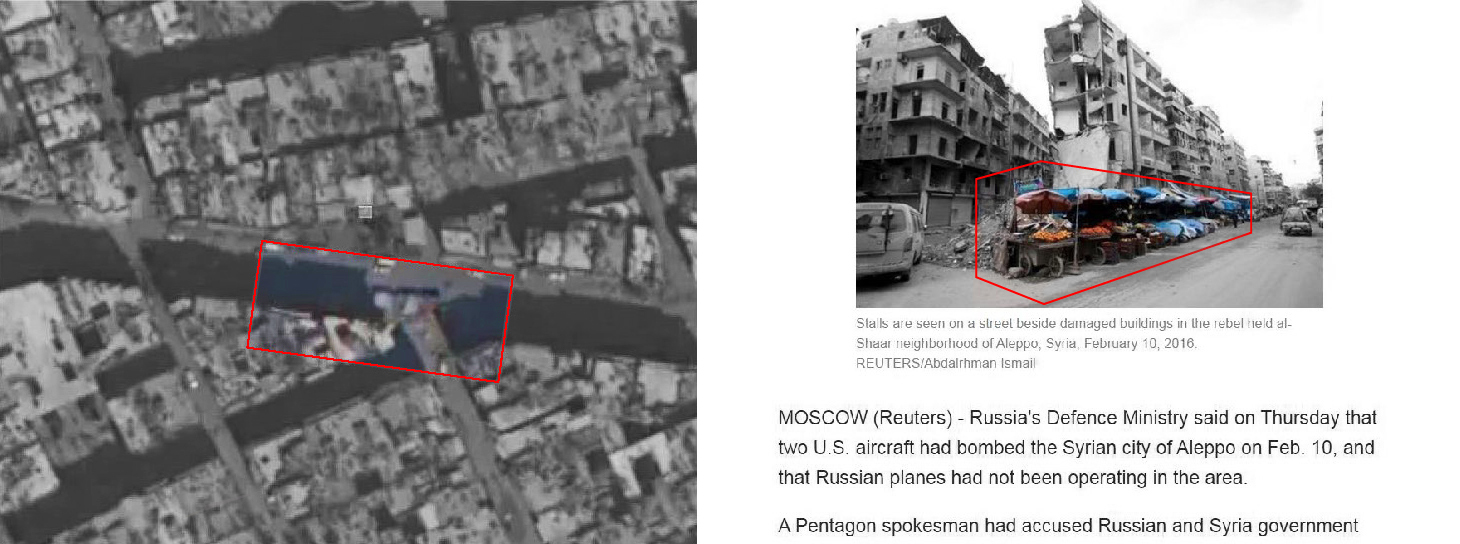 Stalls are seen on a street beside damaged buildings in the rebel held al-
Shaar neighborhood of Aleppo, Syria, February 10, 2016.
REUTERS/Abdalrhman Ismail
MOSCOW (Reuters) - Russia's Defence Ministry said on Thursday that
two U.S. aircraft had bombed the Syrian city of Aleppo on Feb. 10, and
that Russian planes had not been operating in the area.
A Pentagon spokesman had accused Russian and Syria government